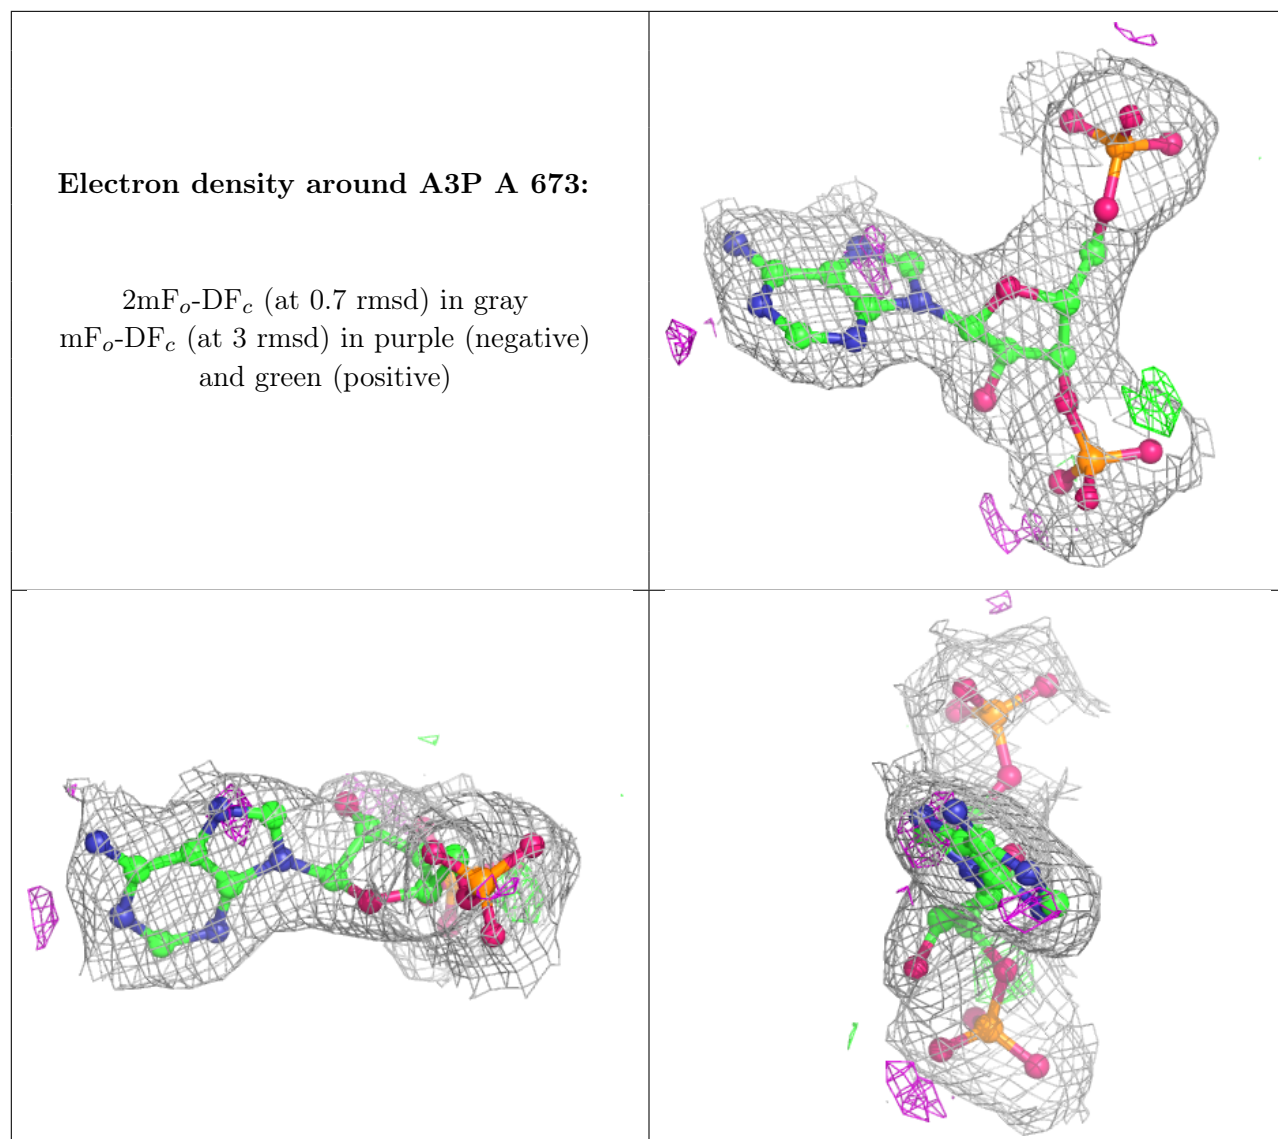 Electron density around A3P A 673:
2mFo-DFc (at 0.7 rmsd) in gray
mFo-DFc (at 3 rmsd) in purple (negative)
and green (positive)